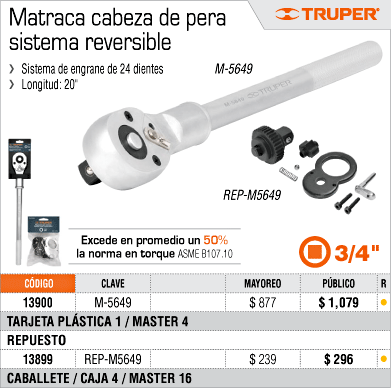 Matraca cabeza de pera
sistema reversible
TRUPER
Sistema de engrane de 24 dientes
Longitud: 20"
M-5649
TRUPER
REP-M5649
Excede en promedio un 50%
la norma en torque ASME B107.10
3/4"
CÓDIGO CLAVE MAYOREO PÚBLICO R
13900 M-5649 $ 877 $ 1,079
TARJETA PLÁSTICA 1 / MASTER 4
REPUESTO
13899 REP-M5649 $ 239 $ 296
CABALLETE / CAJA 4 / MASTER 16